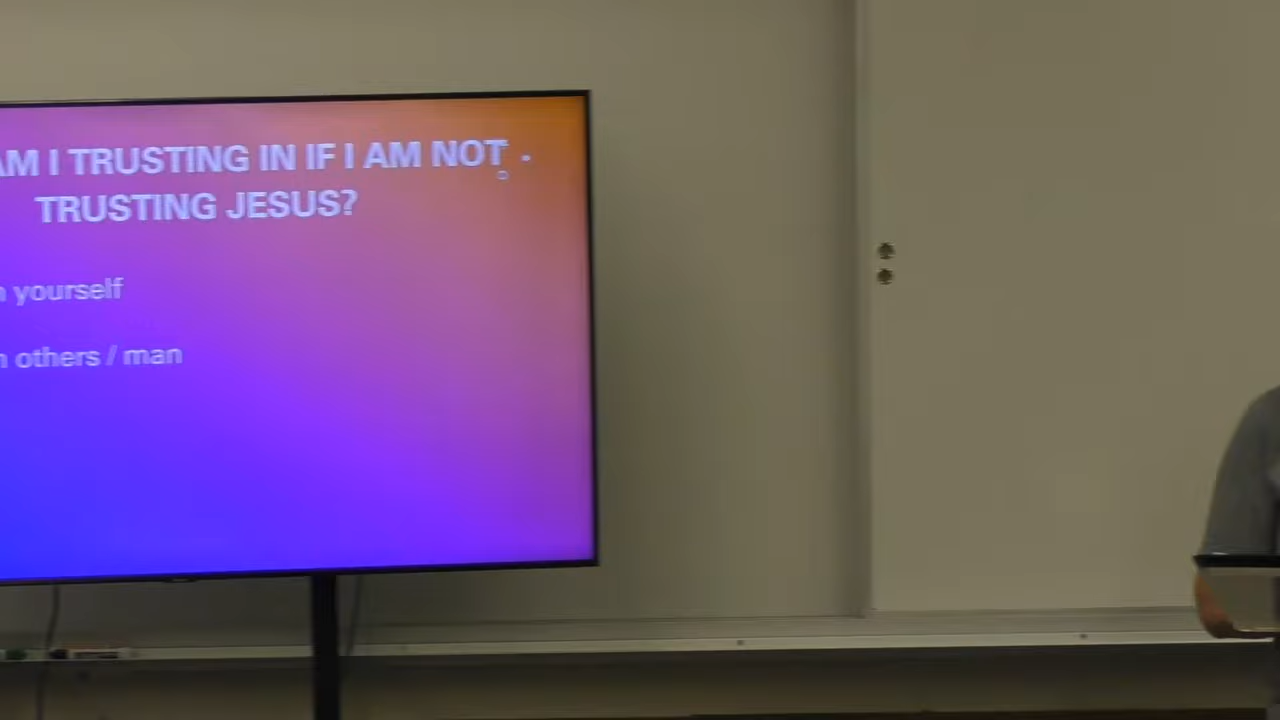 AM I TRUSTING IN IF I AM NOT
TRUSTING JESUS?
yourself
others / man